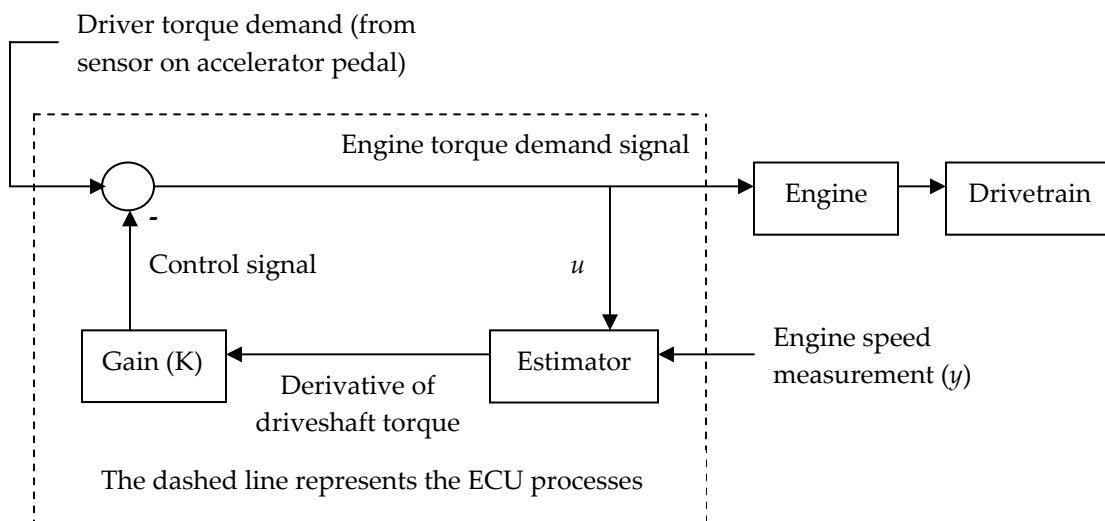 Driver torque demand (from
sensor on accelerator pedal)
Engine torque demand signal
Engine
Drivetrain
-
Control signal
u
Gain (K)
Estimator
Engine speed
measurement (y)
Derivative of
driveshaft torque
The dashed line represents the ECU processes